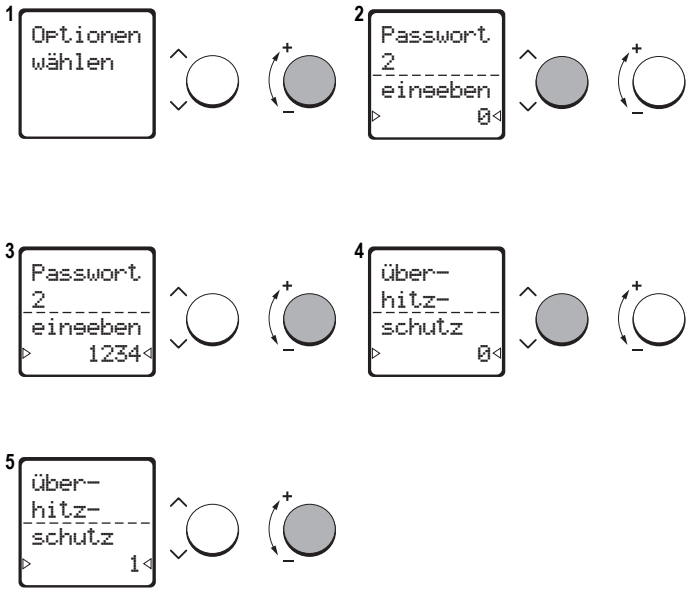 1
Optionen
wählen
+
−
2
Passwort
2
eingeben
0
+
−
3
Passwort
2
eingeben
1234
+
−
4
über-
hitz-
schutz
0
+
−
5
über-
hitz-
schutz
1
+
−